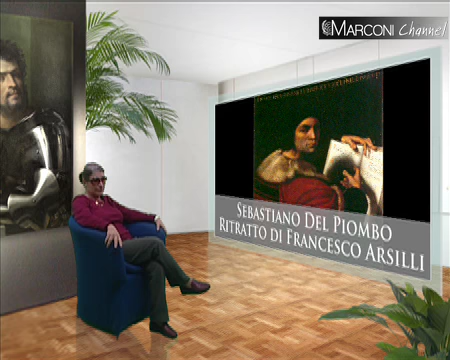 MARCONI Channel
SEBASTIANO DEL PIOMBO
RITRATTO DI FRANCESCO ARSILLI